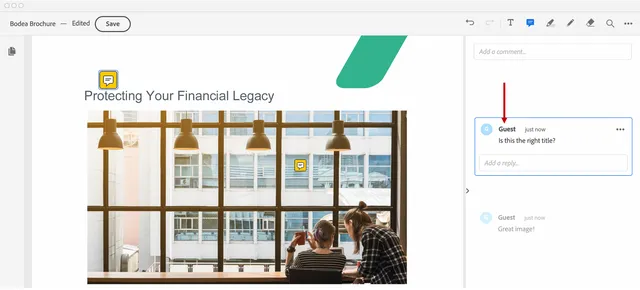 Bodea Brochure — Edited
Save
T
Add a comment...
Protecting Your Financial Legacy
G
Guest just now
Is this the right title?
Add a reply...
G
Guest just now
Great image!